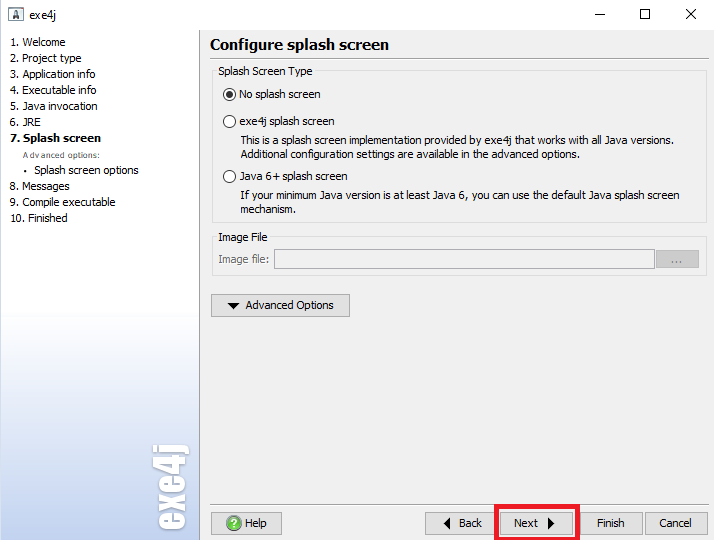 exe4j
1. Welcome
2. Project type
3. Application info
4. Executable info
5. Java invocation
6. JRE
7. Splash screen
Advanced options:
• Splash screen options
8. Messages
9. Compile executable
10. Finished
exe4j
Configure splash screen
Splash Screen Type
No splash screen
exe4j splash screen
This is a splash screen implementation provided by exe4j that works with all Java versions.
Additional configuration settings are available in the advanced options.
Java 6+ splash screen
If your minimum Java version is at least Java 6, you can use the default Java splash screen
mechanism.
Image File
Image file:
...
Advanced Options
Help
Back
Next
Finish
Cancel